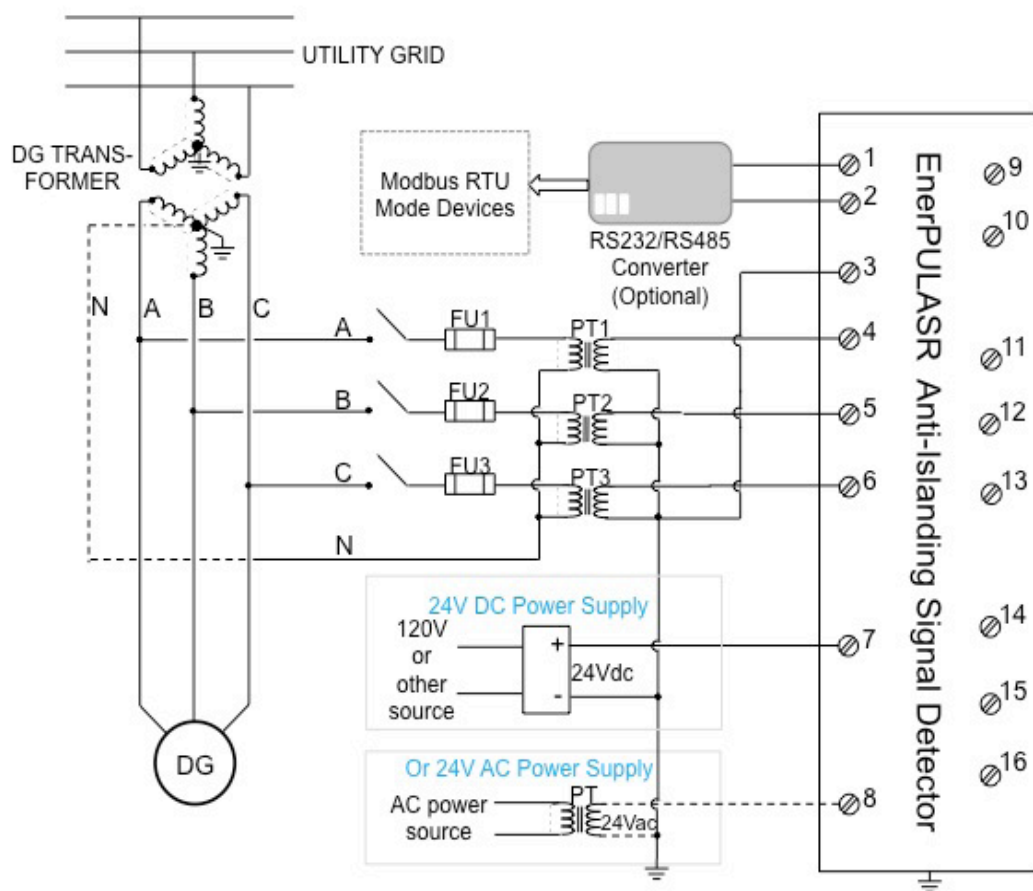 UTILITY GRID
DG TRANS-
FORMER
Modbus RTU
Mode Devices
RS232/RS485
Converter
(Optional)
1
2
3
4
5
6
7
8
9
10
11
12
13
14
15
16
EnerPULASR Anti-Islanding Signal Detector
N
A
B
C
A
FU1
PT1
B
FU2
PT2
C
FU3
PT3
N
24V DC Power Supply
120V
or
other
source
+
-
24Vdc
Or 24V AC Power Supply
AC power
source
PT
24Vac
DG